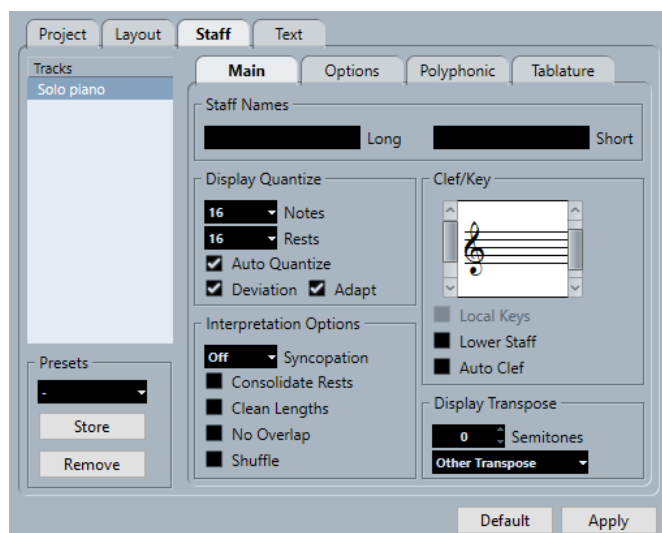 Project Layout Staff Text
Tracks
Solo piano
Main Options Polyphonic Tablature
Staff Names
Long Short
Display Quantize
16 Notes
16 Rests
Auto Quantize
Deviation Adapt
Clef/Key
Local Keys
Lower Staff
Auto Clef
Interpretation Options
Off Syncopation
Consolidate Rests
Clean Lengths
No Overlap
Shuffle
Display Transpose
0 Semitones
Other Transpose
Presets
-
Store
Remove
Default Apply